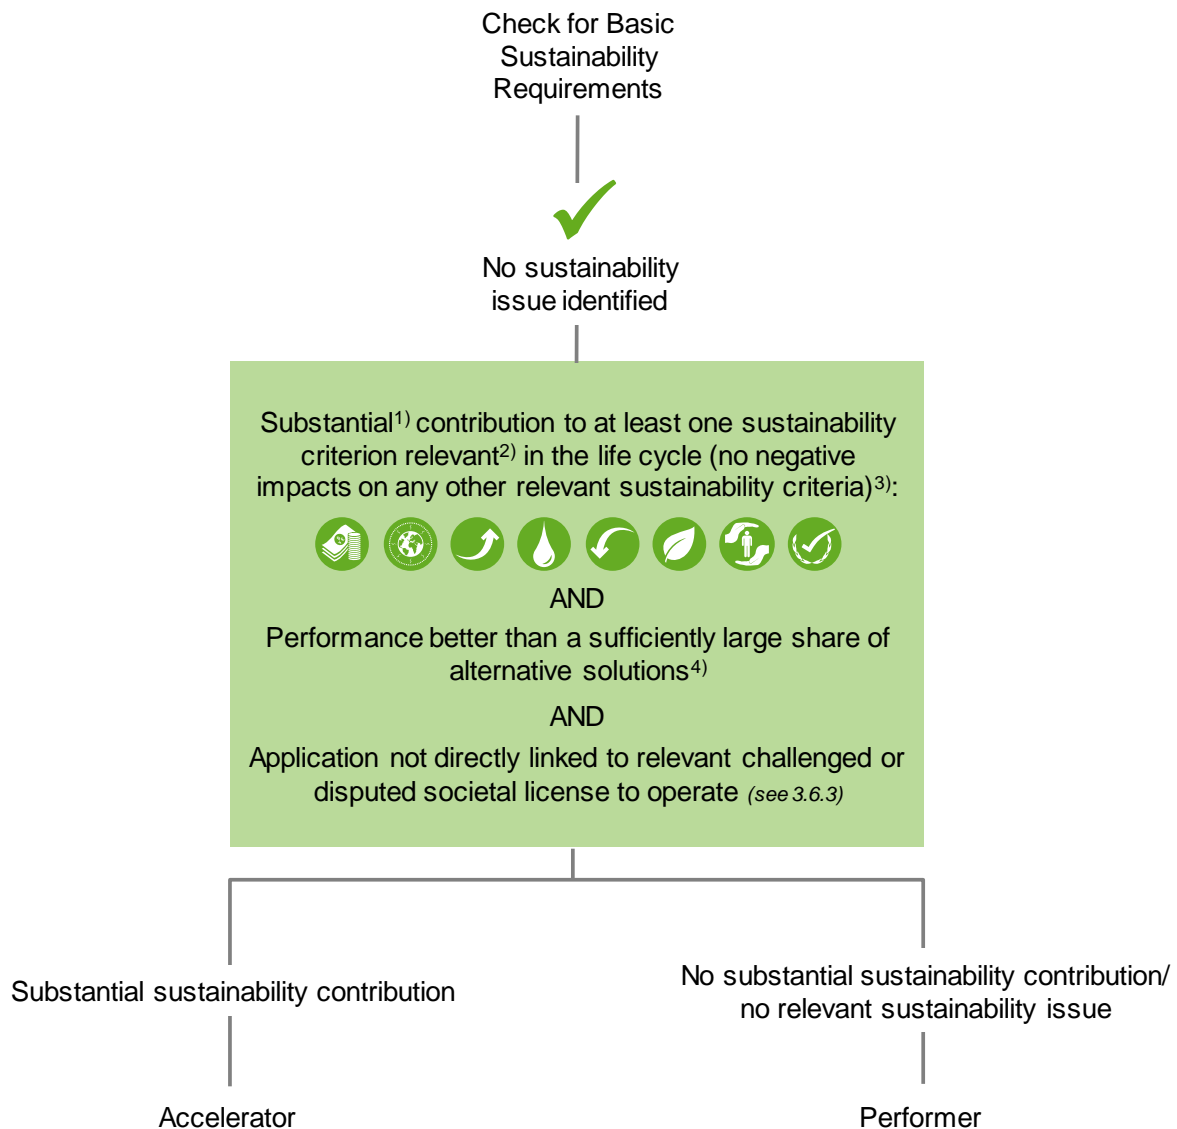 Check for Basic
Sustainability
Requirements
No sustainability
issue identified
Substantial1) contribution to at least one sustainability
criterion relevant2) in the life cycle (no negative
impacts on any other relevant sustainability criteria)3):
AND
Performance better than a sufficiently large share of
alternative solutions4)
AND
Application not directly linked to relevant challenged or
disputed societal license to operate (see 3.6.3)
Substantial sustainability contribution
No substantial sustainability contribution/
no relevant sustainability issue
Accelerator
Performer